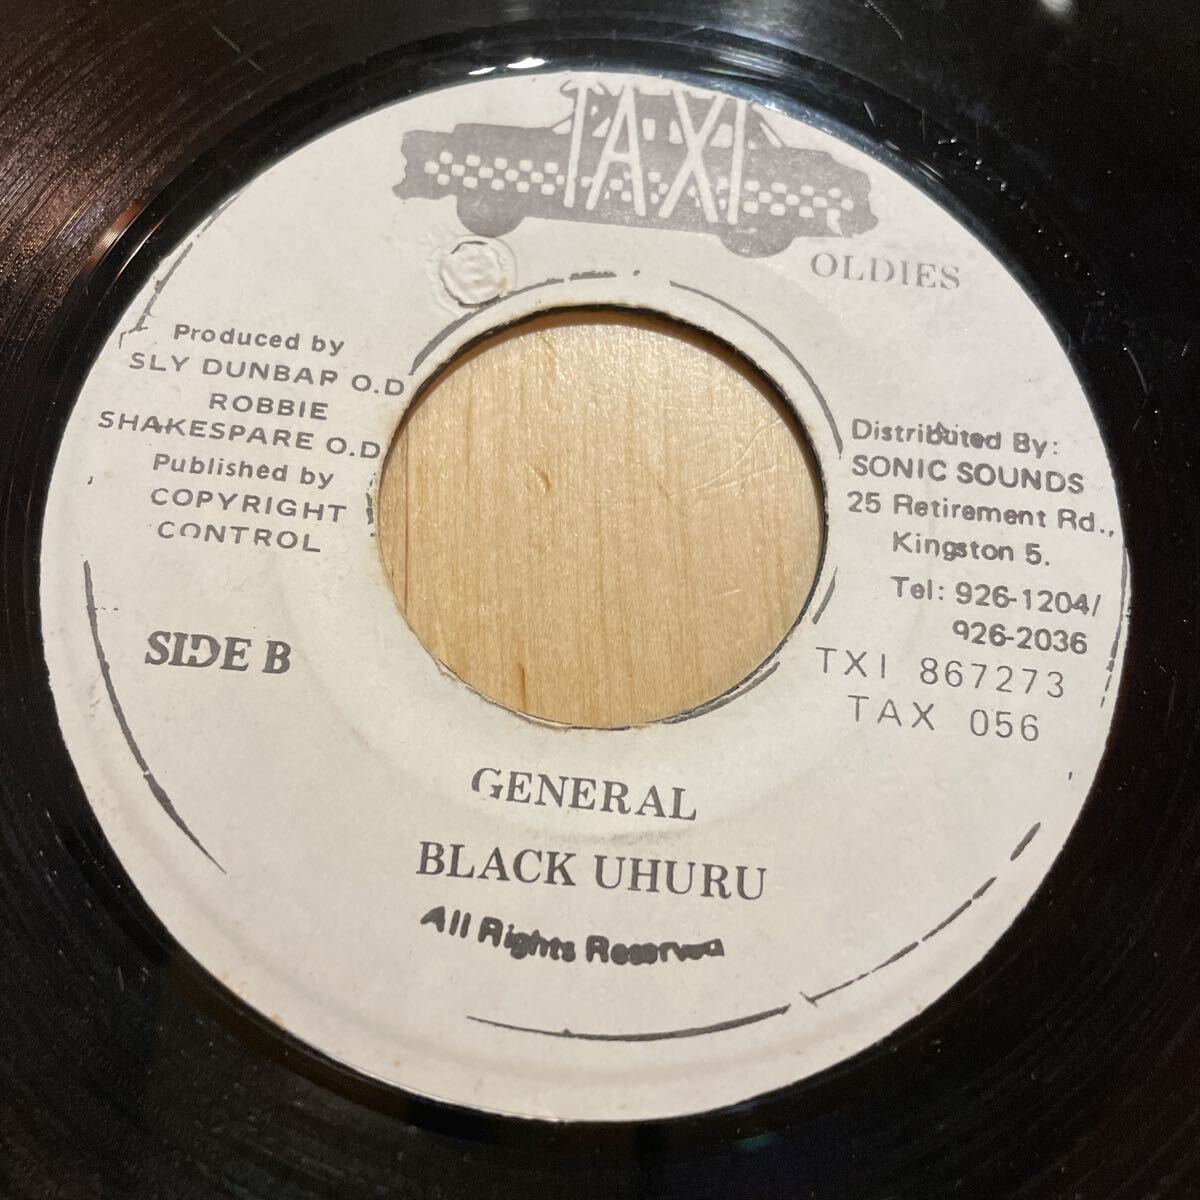 TAXI
OLDIES
Produced by
SLY DUNBAR O.D
ROBBIE
SHAKESPARE O.D
Published by
COPYRIGHT
CONTROL
SIDE B
Distributed By:
SONIC SOUNDS
25 Retirement Rd.,
Kingston 5.
Tel: 926-1204/
926-2036
TXI 867273
TAX 056
GENERAL
BLACK UHURU
All Rights Reserved